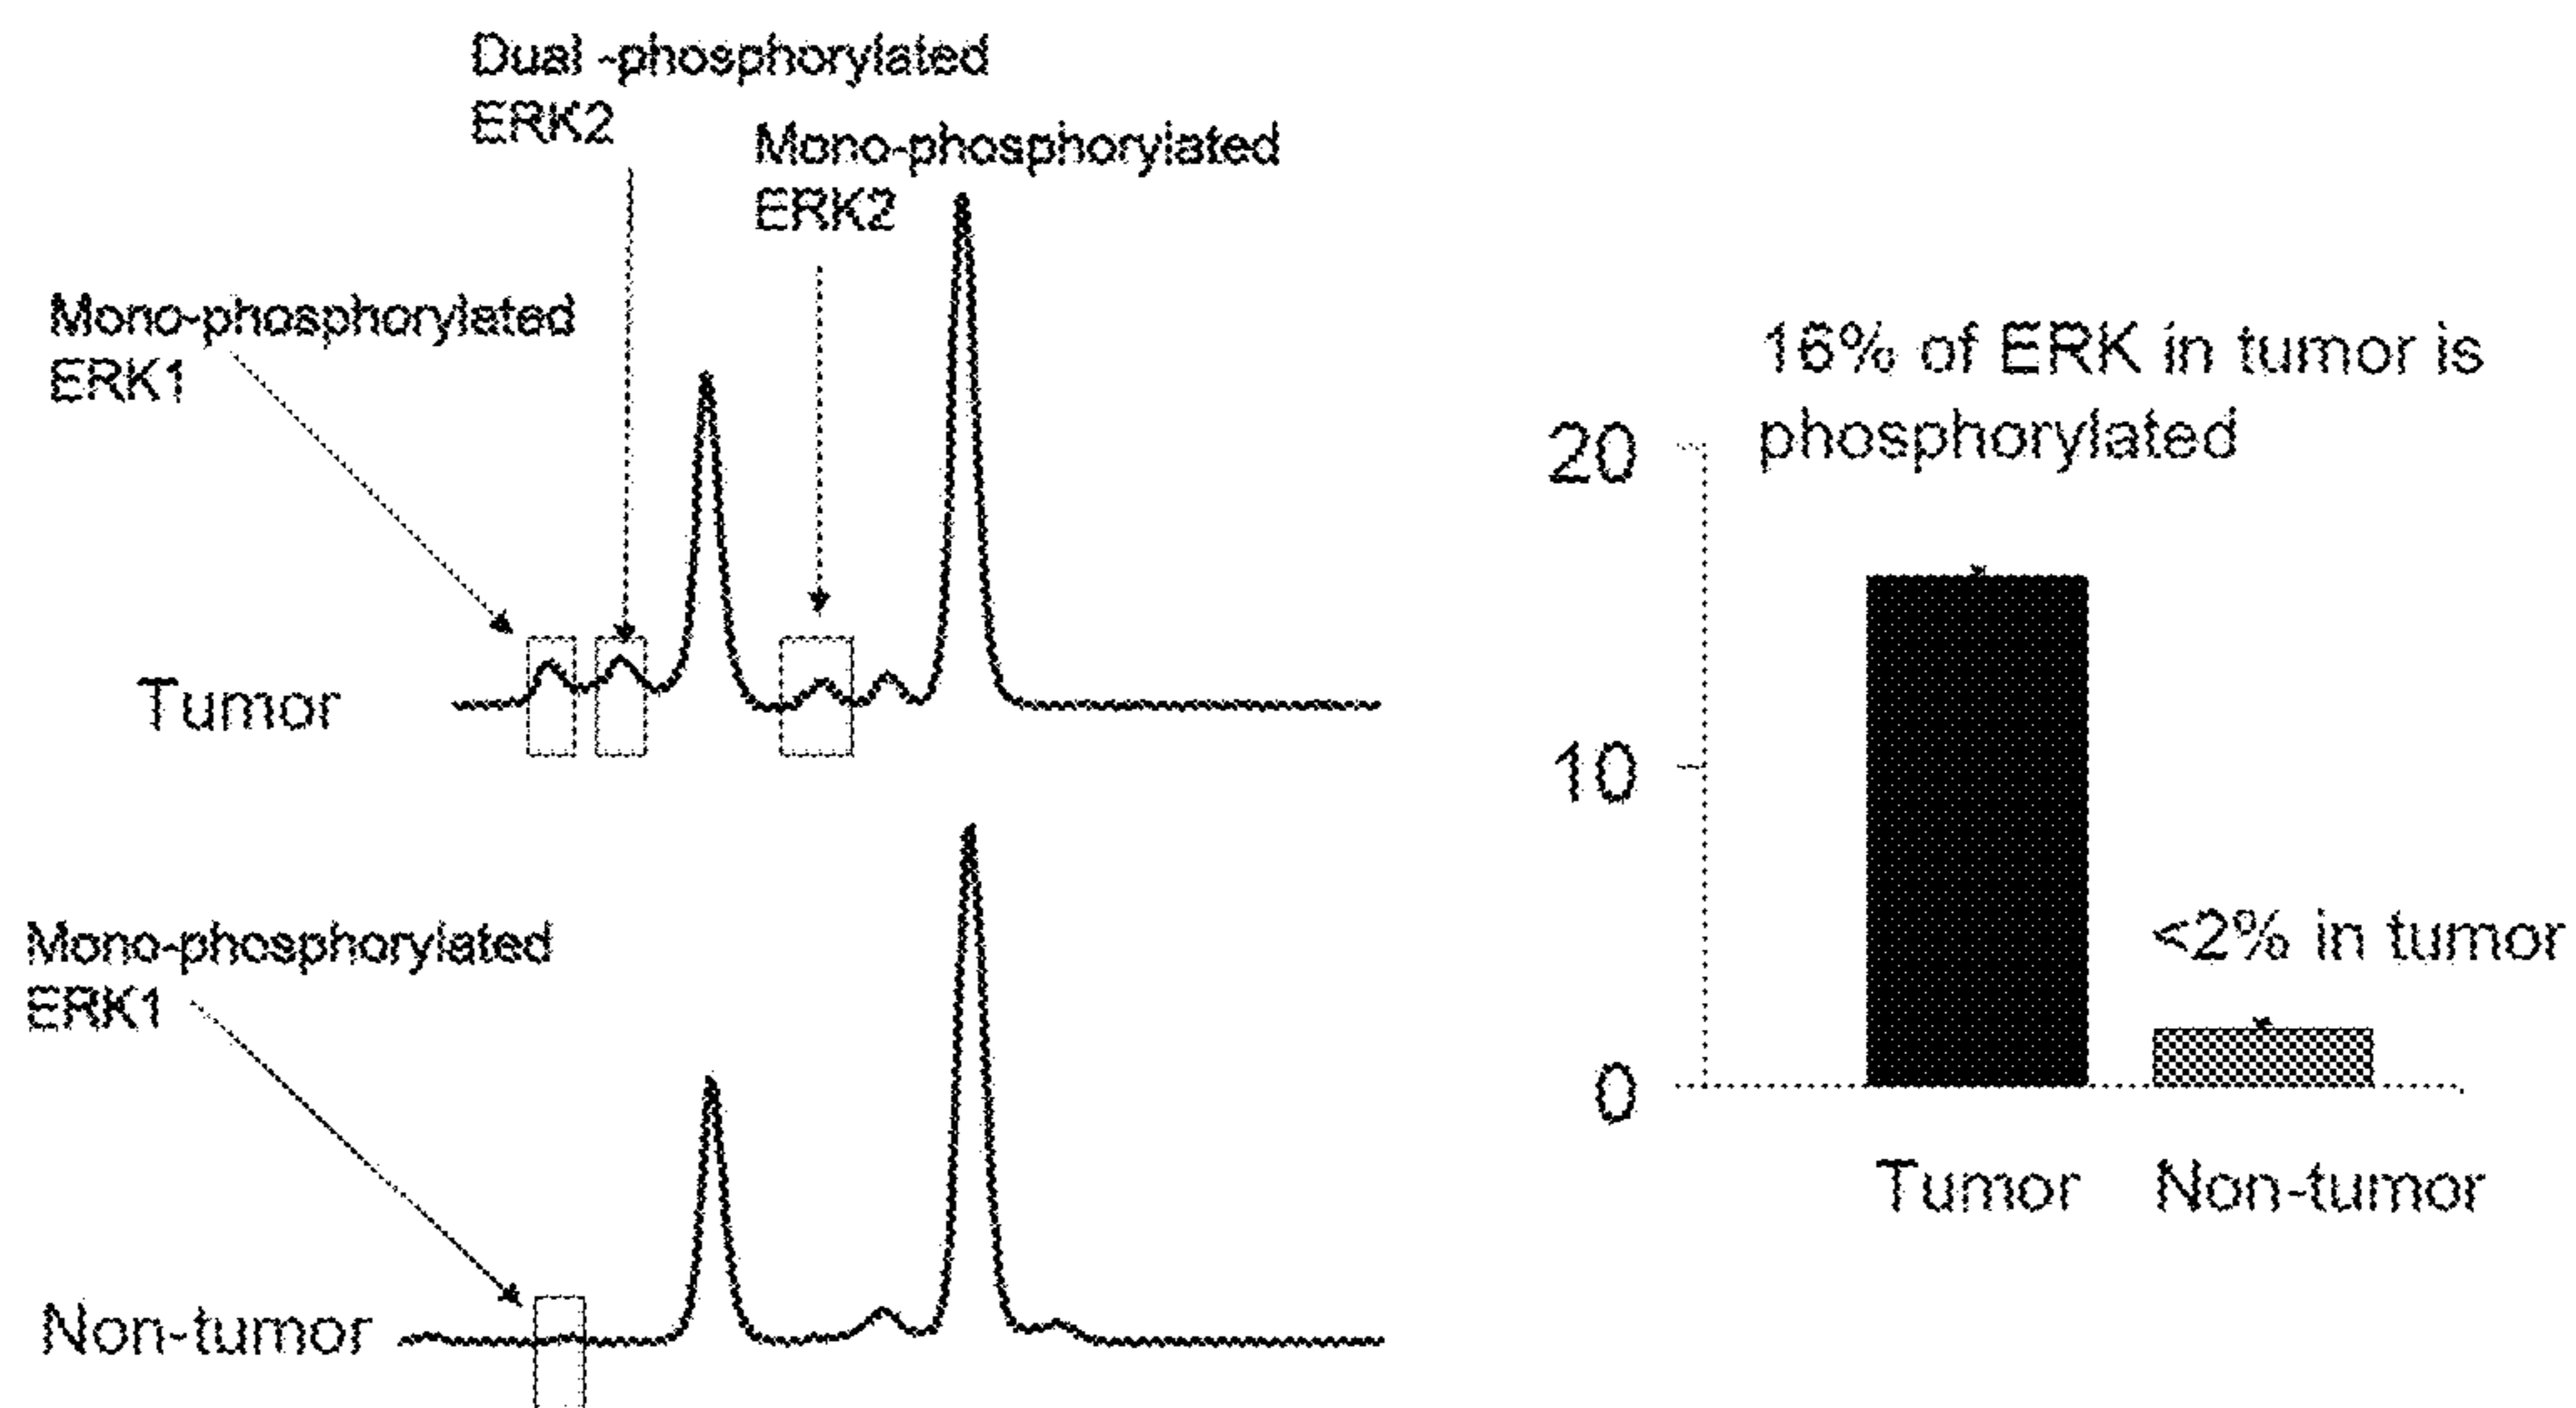 Dual -phosphorylated
ERK2
Mono-phosphorylated
ERK2
Mono-phosphorylated
ERK1
Tumor
Mono-phosphorylated
ERK1
Non-tumor
16% of ERK in tumor is
phosphorylated
20
10
0
<2% in tumor
Tumor
Non-tumor